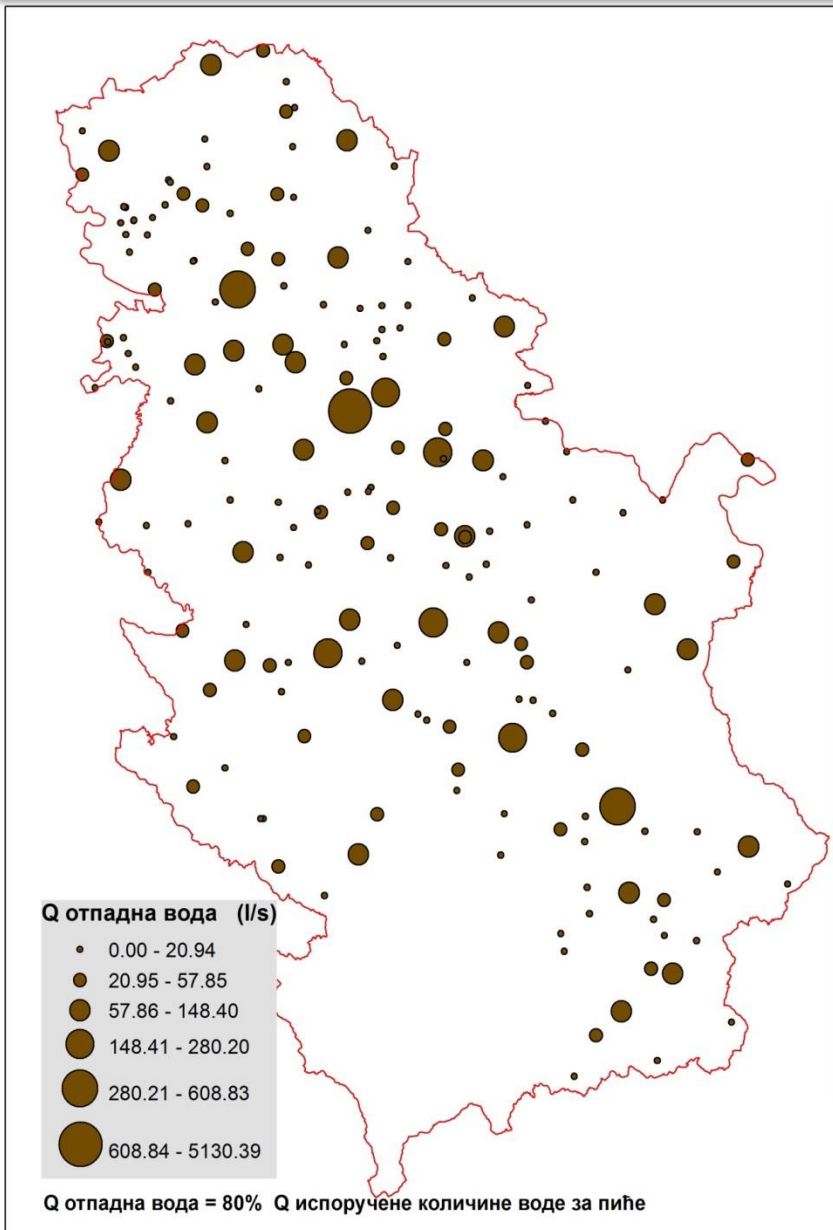 Q отпадна вода (l/s)
0.00 - 20.94
20.95 - 57.85
57.86 - 148.40
148.41 - 280.20
280.21 - 608.83
608.84 - 5130.39
Q отпадна вода = 80% Q испоручене количине воде за пиће